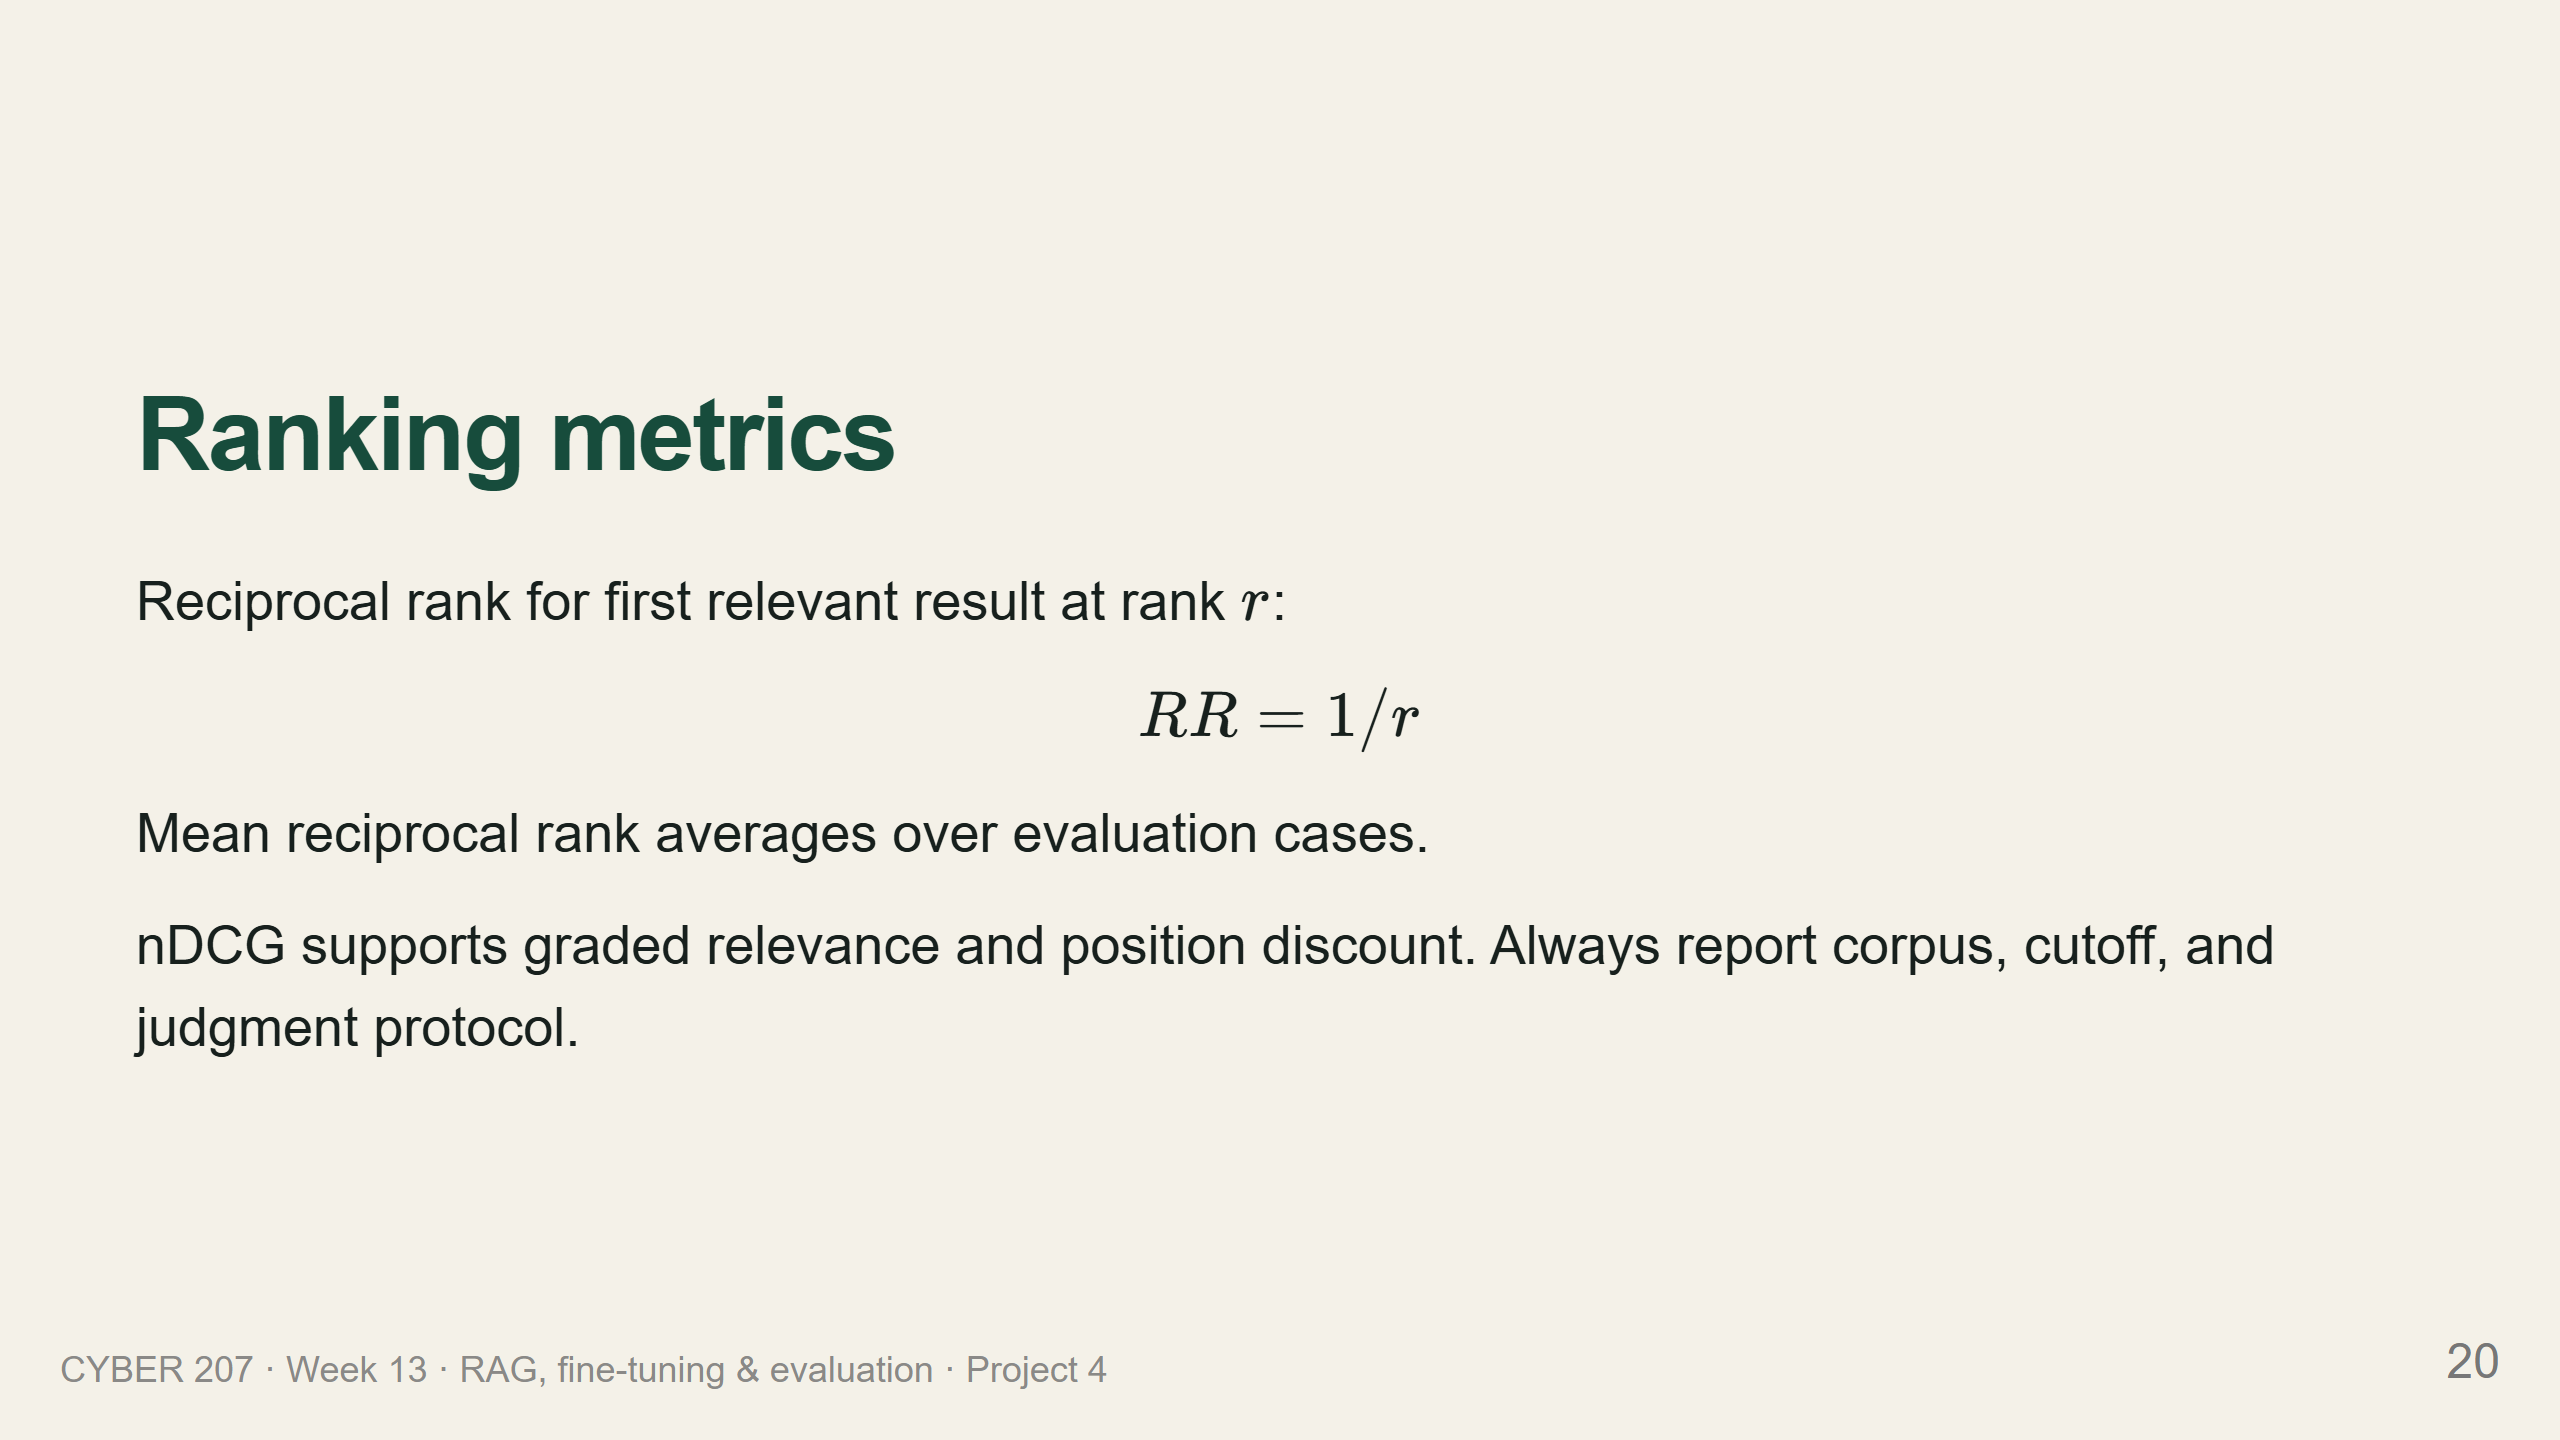 Ranking metrics
Reciprocal rank for first relevant result at rank r:
RR = 1/r
Mean reciprocal rank averages over evaluation cases.
nDCG supports graded relevance and position discount. Always report corpus, cutoff, and
judgment protocol.
CYBER 207 · Week 13 · RAG, fine-tuning & evaluation · Project 4
20